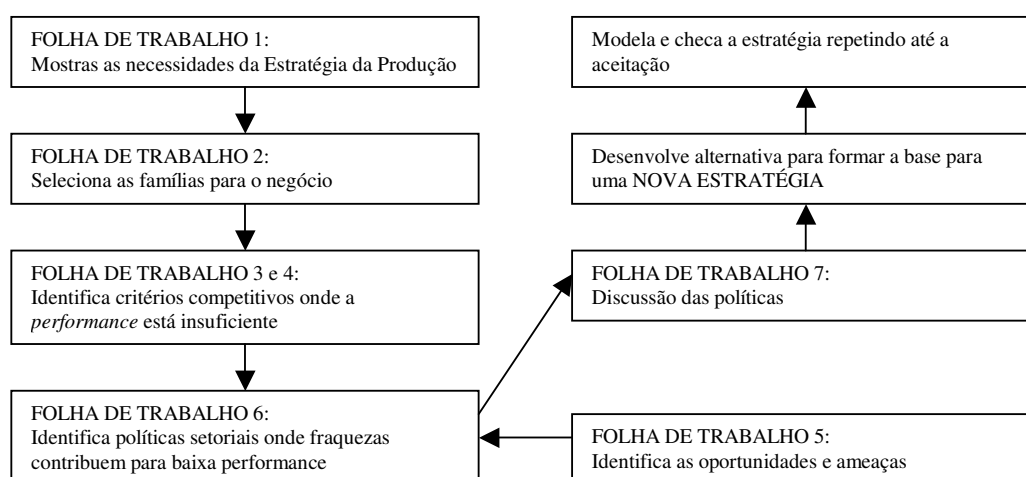 FOLHA DE TRABALHO 1:
Mostras as necessidades da Estratégia da Produção
FOLHA DE TRABALHO 2:
Seleciona as famílias para o negócio
FOLHA DE TRABALHO 3 e 4:
Identifica critérios competitivos onde a
performance está insuficiente
FOLHA DE TRABALHO 6:
Identifica políticas setoriais onde fraquezas
contribuem para baixa performance
Modela e checa a estratégia repetindo até a
aceitação
Desenvolve alternativa para formar a base para
uma NOVA ESTRATÉGIA
FOLHA DE TRABALHO 7:
Discussão das políticas
FOLHA DE TRABALHO 5:
Identifica as oportunidades e ameaças